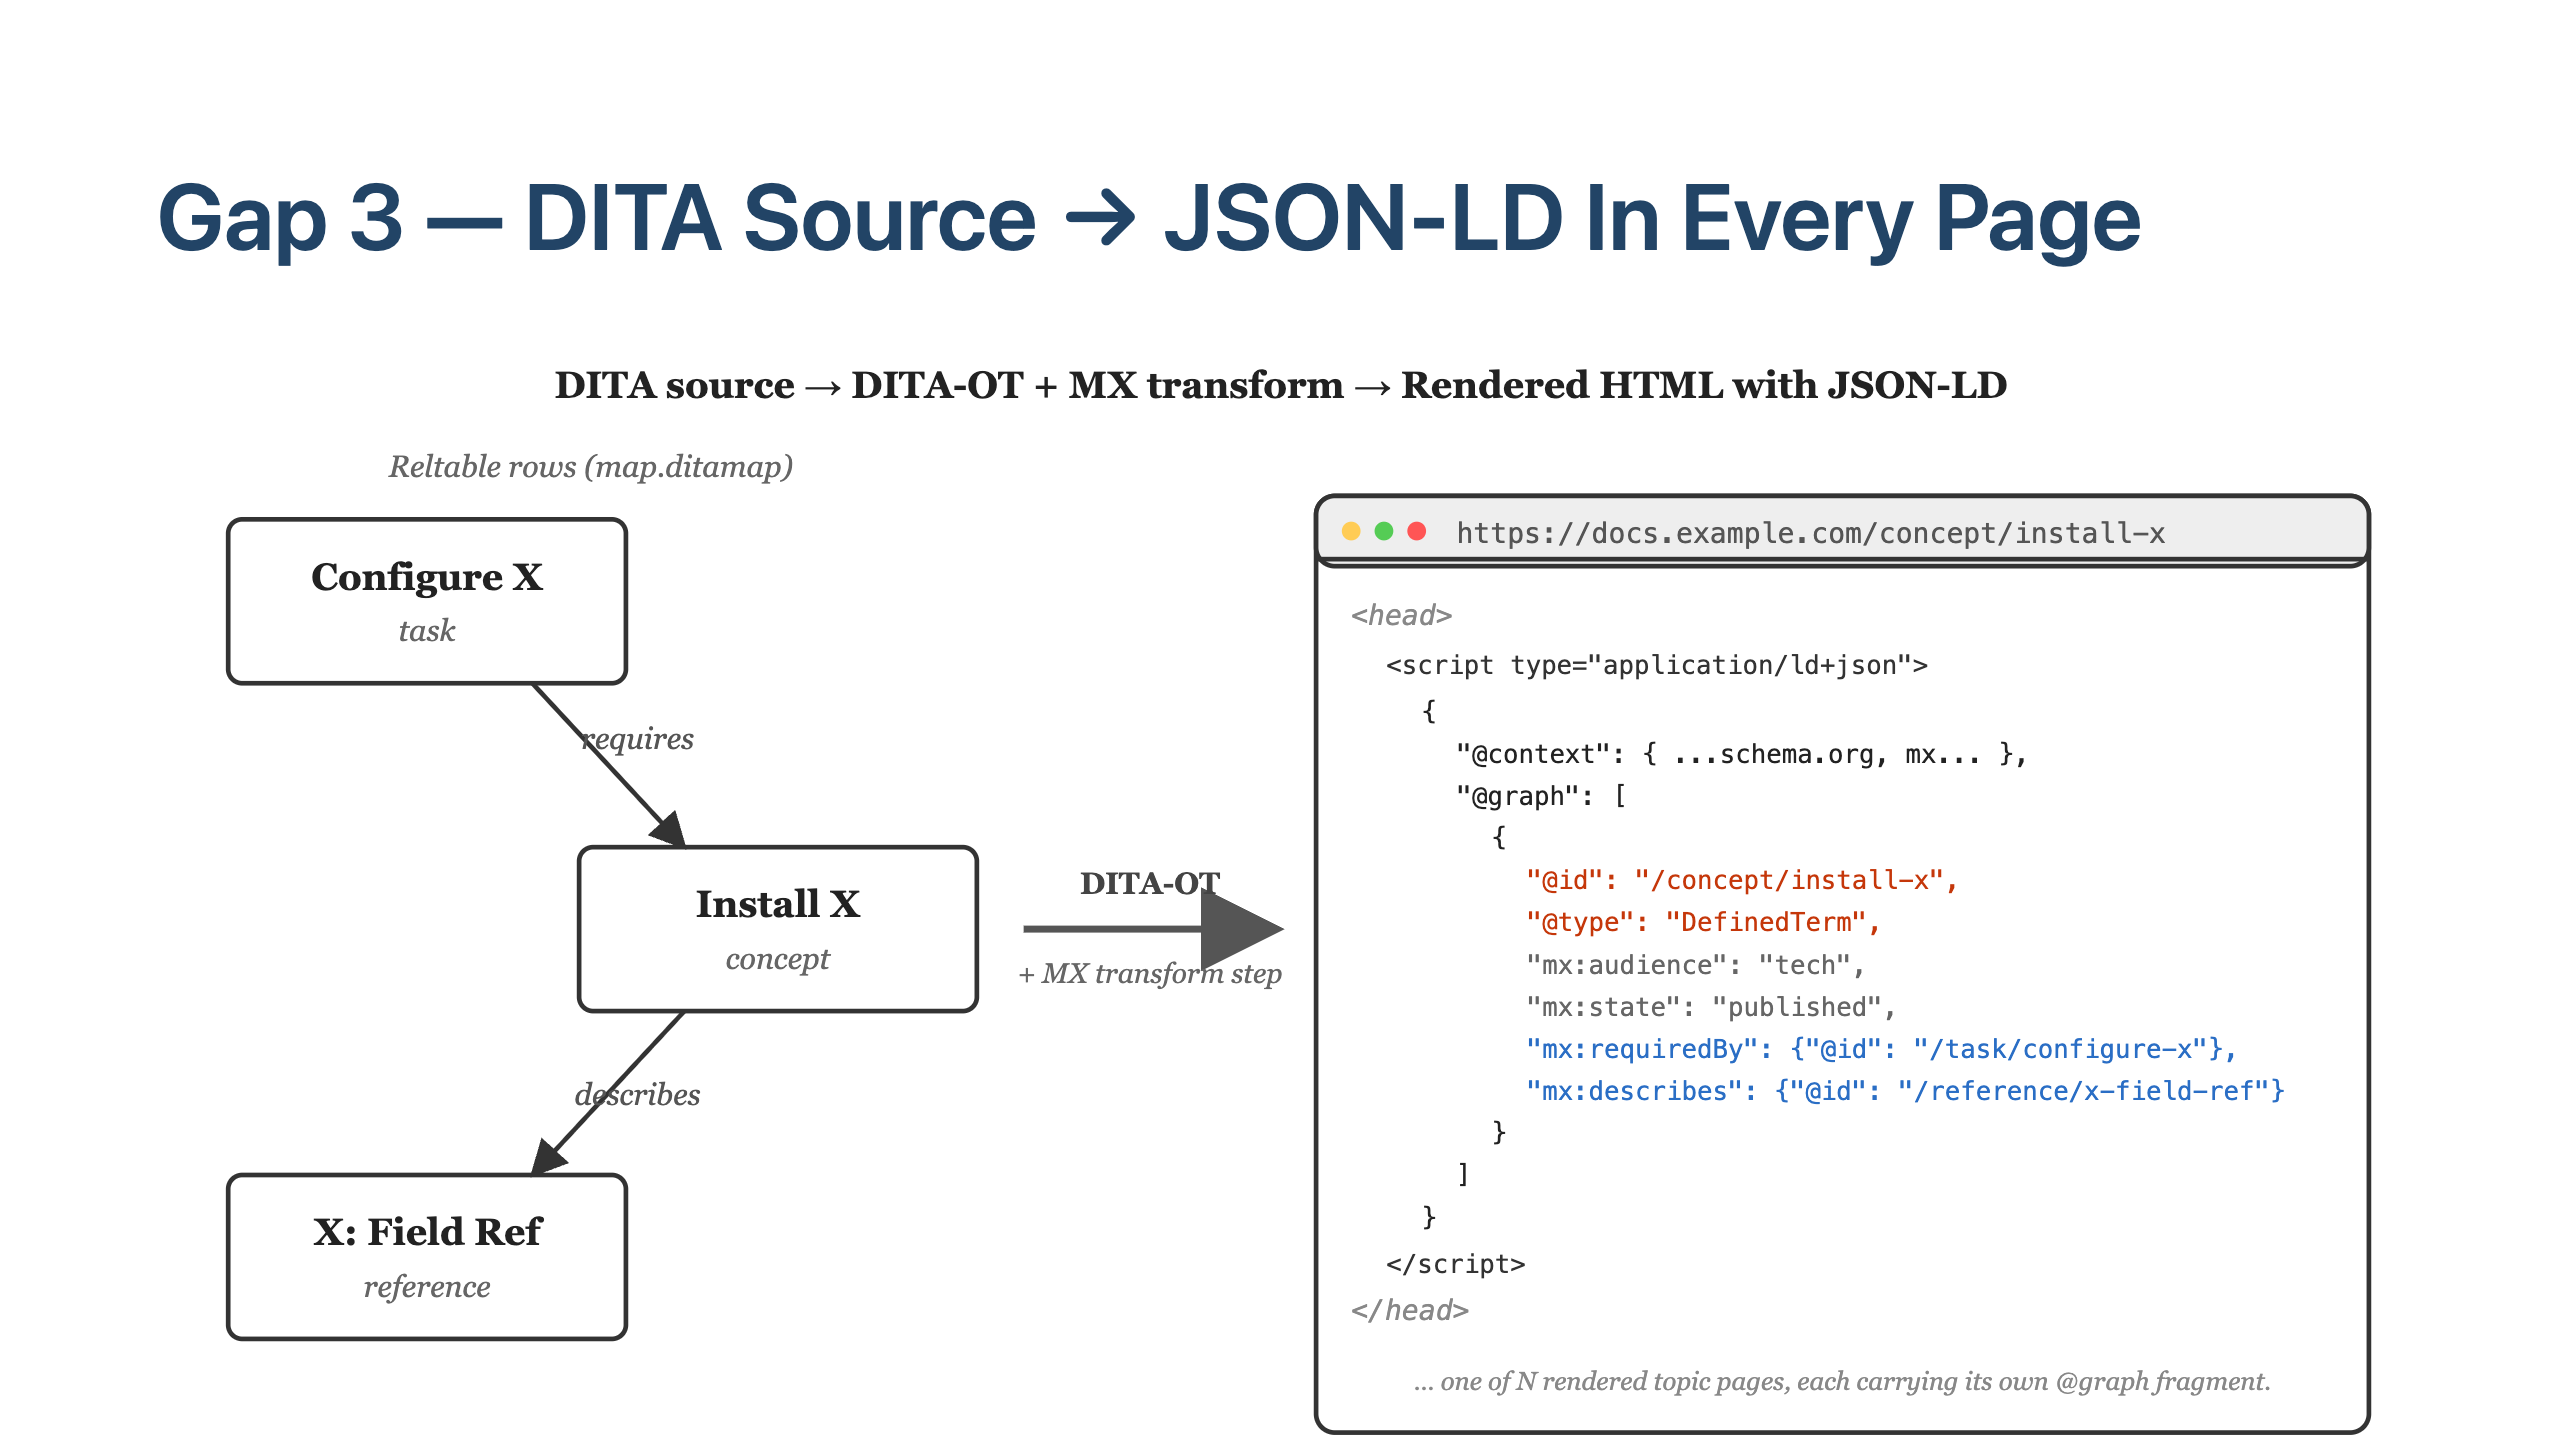 Gap 3 — DITA Source → JSON-LD In Every Page
DITA source → DITA-OT + MX transform → Rendered HTML with JSON-LD
Reltable rows (map.ditamap)
Configure X
task
requires
Install X
concept
describes
X: Field Ref
reference
DITA-OT
+ MX transform step
https://docs.example.com/concept/install-x
<head>
<script type="application/ld+json">
{
"@context": { ...schema.org, mx... },
"@graph": [
{
"@id": "/concept/install-x",
"@type": "DefinedTerm",
"mx:audience": "tech",
"mx:state": "published",
"mx:requiredBy": {"@id": "/task/configure-x"},
"mx:describes": {"@id": "/reference/x-field-ref"}
}
]
}
</script>
</head>
... one of N rendered topic pages, each carrying its own @graph fragment.